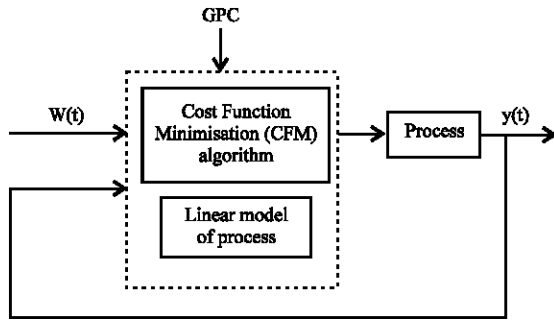 GPC
W(t)
Cost Function
Minimisation (CFM)
algorithm
Process
y(t)
Linear model
of process